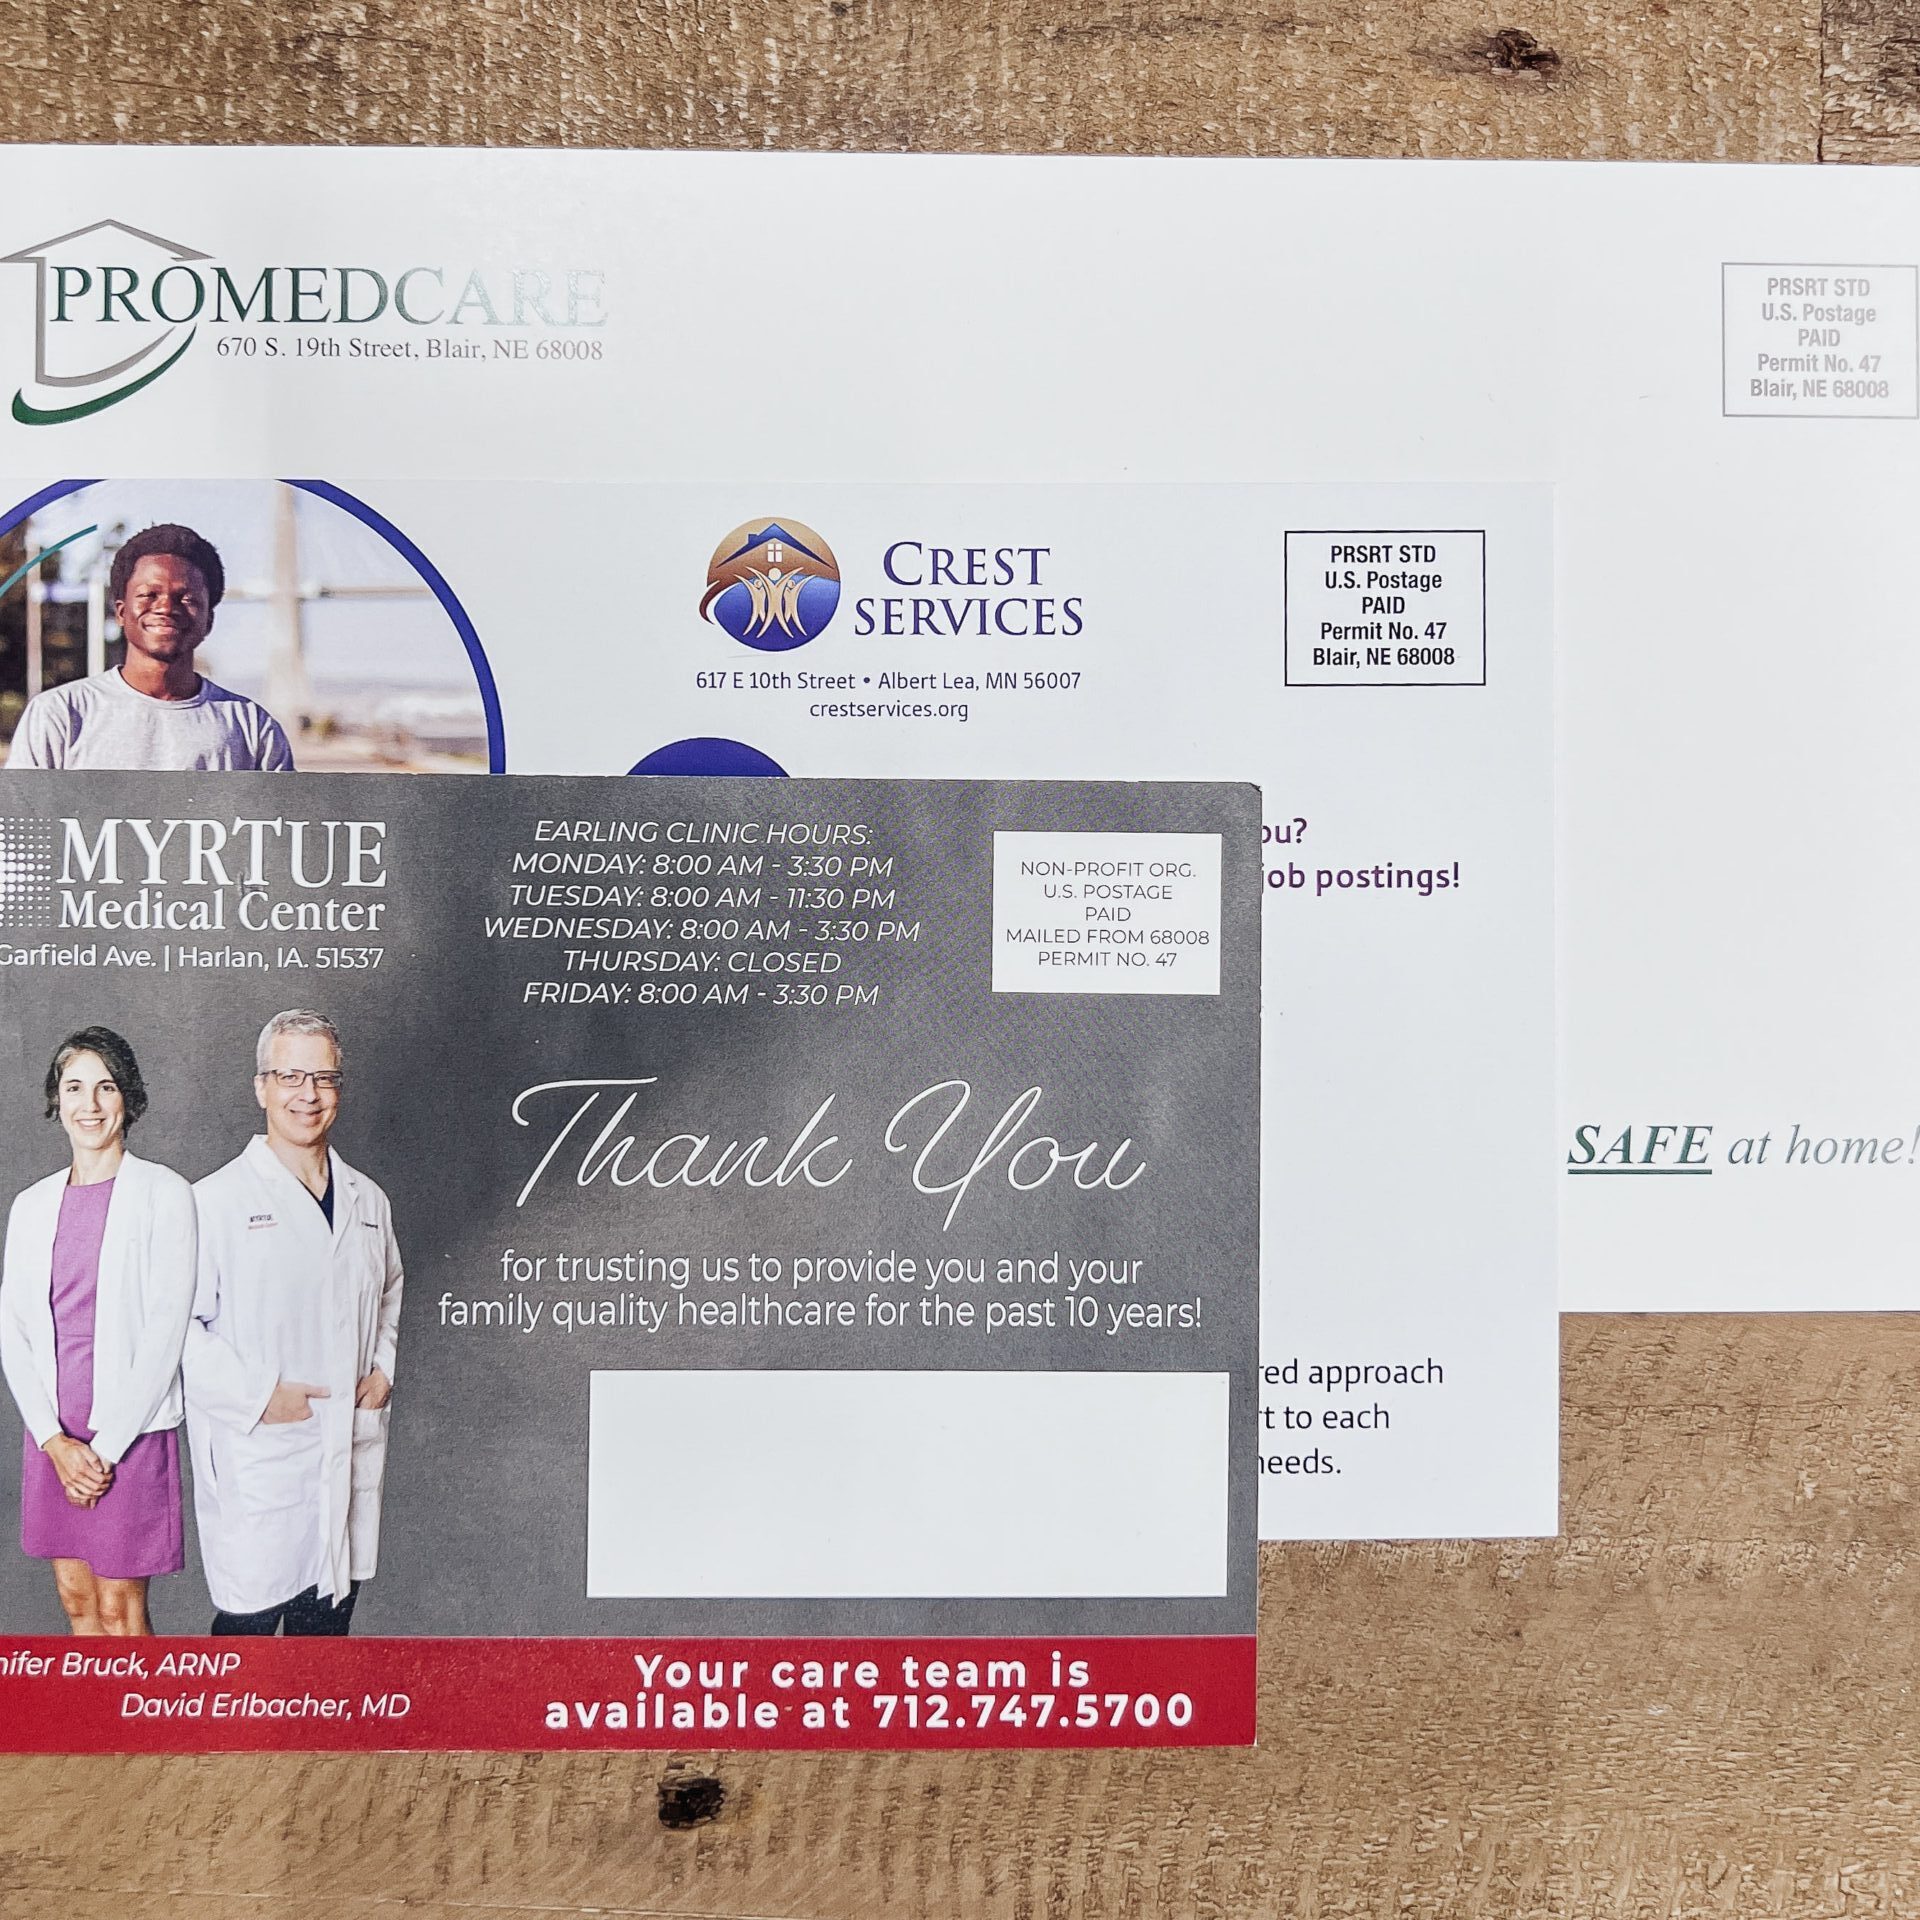 PROMEDCARE
670 S. 19th Street, Blair, NE 68008
PRSRT STD
U.S. Postage
PAID
Permit No. 47
Blair, NE 68008
CREST
SERVICES
617 E 10th Street • Albert Lea, MN 56007
crestservices.org
PRSRT STD
U.S. Postage
PAID
Permit No. 47
Blair, NE 68008
job postings!
SAFE at home!
red approach
to each
needs.
MYRTUE
Medical Center
Garfield Ave. | Harlan, IA. 51537
EARLING CLINIC HOURS:
MONDAY: 8:00 AM - 3:30 PM
TUESDAY: 8:00 AM - 11:30 PM
WEDNESDAY: 8:00 AM - 3:30 PM
THURSDAY: CLOSED
FRIDAY: 8:00 AM - 3:30 PM
NON-PROFIT ORG.
U.S. POSTAGE
PAID
MAILED FROM 68008
PERMIT NO. 47
Thank You
for trusting us to provide you and your
family quality healthcare for the past 10 years!
nifer Bruck, ARNP
David Erlbacher, MD
Your care team is
available at 712.747.5700